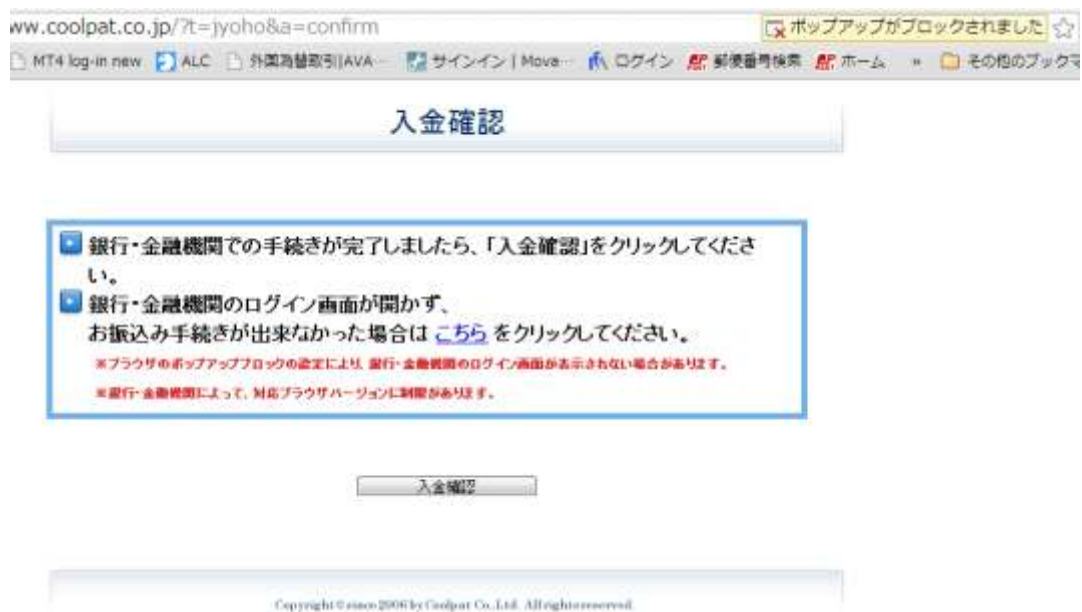 ww.coolpat.co.jp/?t=jyoho&a=confirm ポップアップがブロックされました
MT4 log-in new ALC 外国為替取引|AVA… サインイン | Mova… ログイン 郵便番号検索 ホーム » その他のブックマ
入金確認
銀行・金融機関での手続きが完了しましたら、「入金確認」をクリックしてくださ
い。
銀行・金融機関のログイン画面が開かず、
お振込み手続きが出来なかった場合は こちら をクリックしてください。
※ブラウザのポップアップブロックの設定により、銀行・金融機関のログイン画面が表示されない場合があります。
※銀行・金融機関によって、対応ブラウザバージョンに制限があります。
入金確認
Copyright © since 2006 by Coolpat Co.,Ltd. All rights reserved.